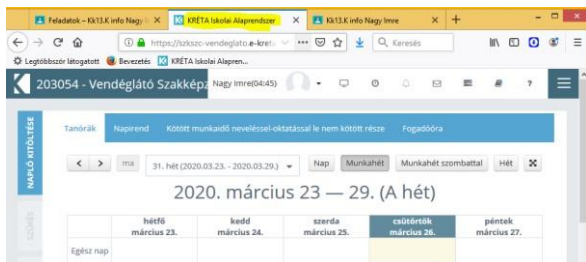 Feladatok – Kk13.K info Nagy I
KRÉTA Iskolai Alaprendszer
Kk13.K info Nagy Imre
https://szkszc-vendeglato.e-kreta
Keresés
Legtöbbször látogatott Bevezetés KRÉTA Iskolai Alapren...
203054 - Vendéglátó Szakképz Nagy Imre(04:45)
NAPLÓ KITÖLTÉSE
SZŰRÉS
Tanórák Napirend Kötött munkaidő neveléssel-oktatással le nem kötött része Fogadóóra
< > ma 31. hét (2020.03.23. - 2020.03.29.) Nap Munkahét Munkahét szombattal Hét
2020. március 23 — 29. (A hét)
hétfő kedd szerda csütörtök péntek
március 23. március 24. március 25. március 26. március 27.
Egész nap